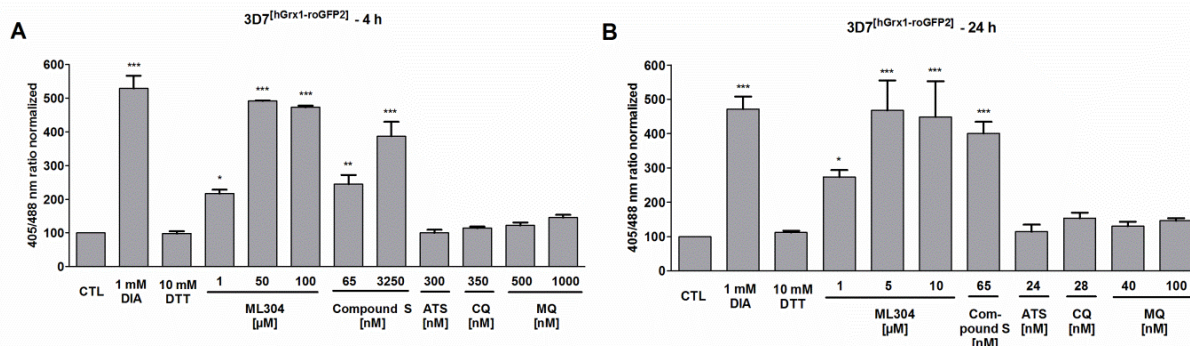 A
3D7[hGrx1-roGFP2] - 4 h
405/488 nm ratio normalized
600
500
400
300
200
100
0
***
*
***
***
**
***
CTL
1 mM
DIA
10 mM
DTT
1 50 100
ML304
[µM]
65 3250
Compound S
[nM]
300
ATS
[nM]
350
CQ
[nM]
500 1000
MQ
[nM]
B
3D7[hGrx1-roGFP2] - 24 h
405/488 nm ratio normalized
600
500
400
300
200
100
0
***
*
***
***
***
CTL
1 mM
DIA
10 mM
DTT
1 5 10
ML304
[µM]
65
Com-
pound S
[nM]
24
ATS
[nM]
28
CQ
[nM]
40 100
MQ
[nM]